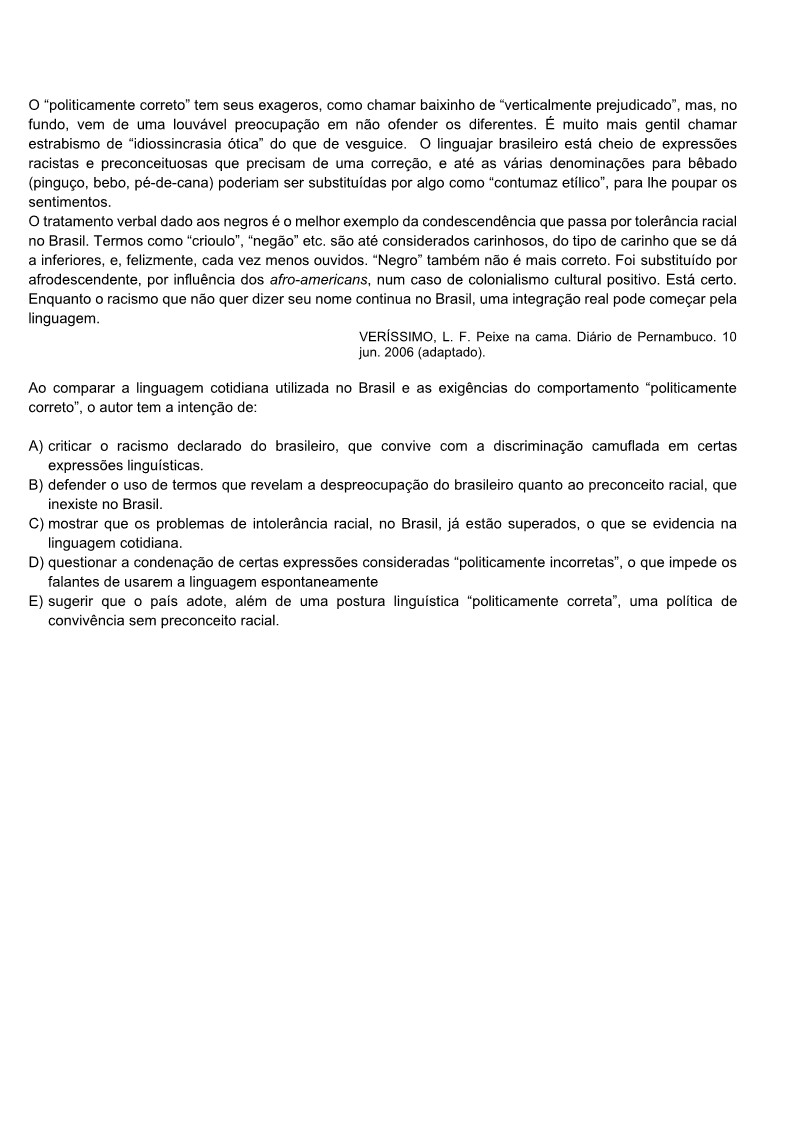 O “politicamente correto” tem seus exageros, como chamar baixinho de “verticalmente prejudicado”, mas, no
fundo, vem de uma louvável preocupação em não ofender os diferentes. É muito mais gentil chamar
estrabismo de “idiossincrasia ótica” do que de vesguice. O linguajar brasileiro está cheio de expressões
racistas e preconceituosas que precisam de uma correção, e até as várias denominações para bêbado
(pinguço, bebo, pé-de-cana) poderiam ser substituídas por algo como “contumaz etílico”, para lhe poupar os
sentimentos.
O tratamento verbal dado aos negros é o melhor exemplo da condescendência que passa por tolerância racial
no Brasil. Termos como “crioulo”, “negão” etc. são até considerados carinhosos, do tipo de carinho que se dá
a inferiores, e, felizmente, cada vez menos ouvidos. “Negro” também não é mais correto. Foi substituído por
afrodescendente, por influência dos afro-americans, num caso de colonialismo cultural positivo. Está certo.
Enquanto o racismo que não quer dizer seu nome continua no Brasil, uma integração real pode começar pela
linguagem.
VERÍSSIMO, L. F. Peixe na cama. Diário de Pernambuco. 10
jun. 2006 (adaptado).
Ao comparar a linguagem cotidiana utilizada no Brasil e as exigências do comportamento “politicamente
correto”, o autor tem a intenção de:
A) criticar o racismo declarado do brasileiro, que convive com a discriminação camuflada em certas
expressões linguísticas.
B) defender o uso de termos que revelam a despreocupação do brasileiro quanto ao preconceito racial, que
inexiste no Brasil.
C) mostrar que os problemas de intolerância racial, no Brasil, já estão superados, o que se evidencia na
linguagem cotidiana.
D) questionar a condenação de certas expressões consideradas “politicamente incorretas”, o que impede os
falantes de usarem a linguagem espontaneamente
E) sugerir que o país adote, além de uma postura linguística “politicamente correta”, uma política de
convivência sem preconceito racial.